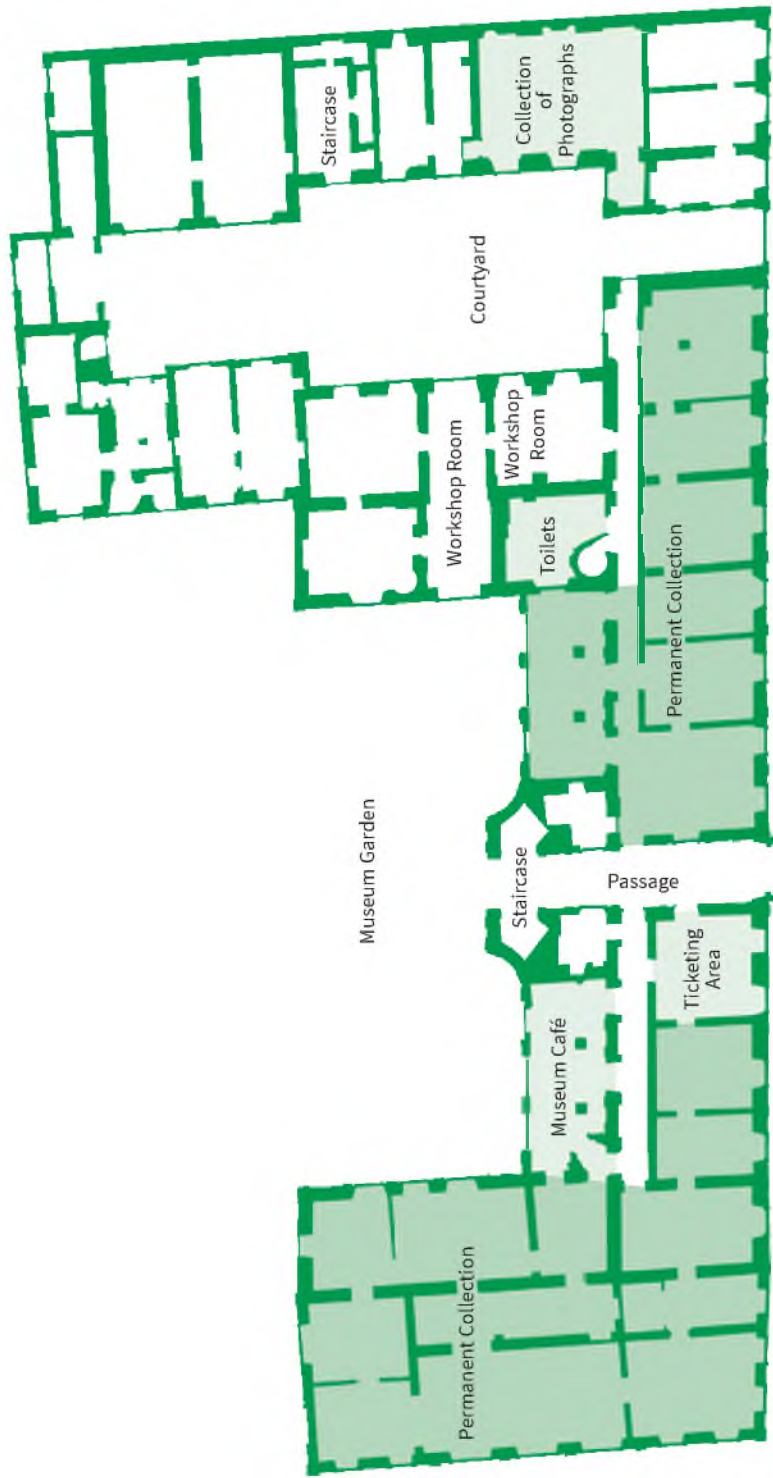 Permanent Collection
Museum Café
Ticketing
Area
Museum Garden
Staircase
Passage
Permanent Collection
Toilets
Workshop Room
Workshop
Room
Courtyard
Staircase
Collection
of
Photographs